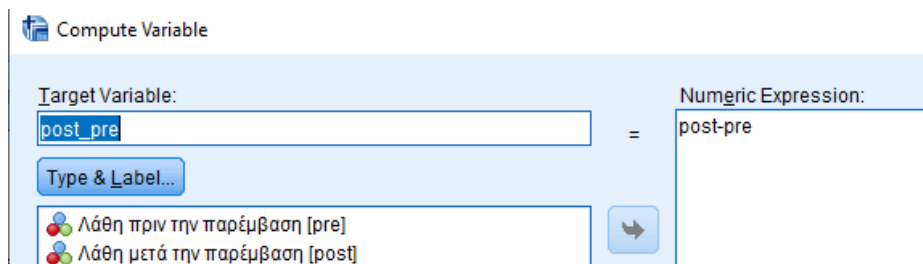 Compute Variable
Target Variable:
Numeric Expression:
post_pre
=
post-pre
Type & Label...
Λάθη πριν την παρέμβαση [pre]
Λάθη μετά την παρέμβαση [post]